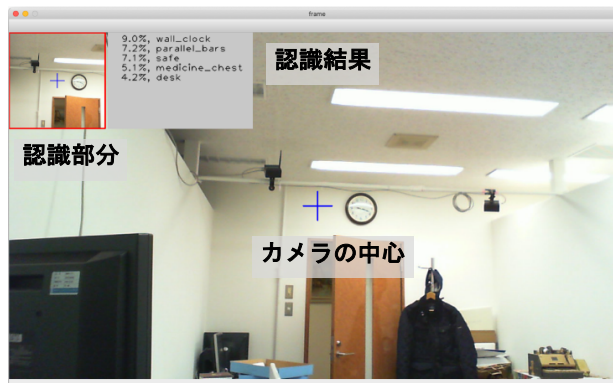 frame
9.0%, wall_clock
7.2%, parallel_bars
7.1%, safe
5.1%, medicine_chest
4.2%, desk
認識結果
認識部分
カメラの中心